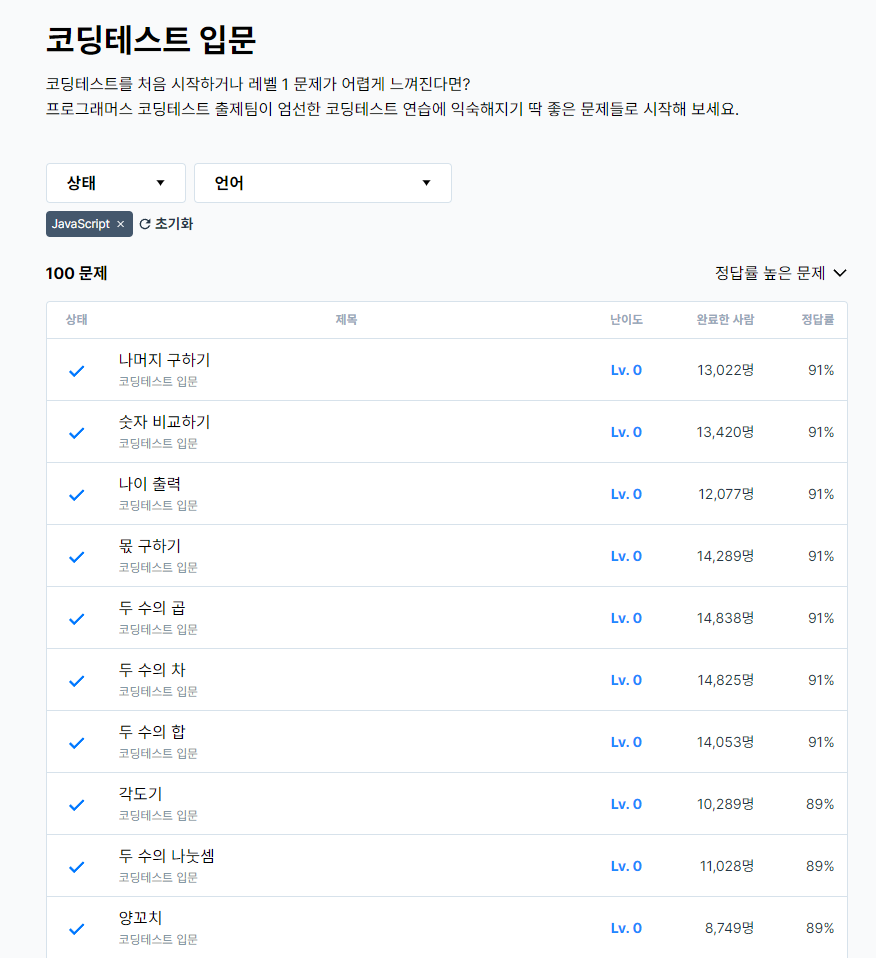 코딩테스트 입문
코딩테스트를 처음 시작하거나 레벨 1 문제가 어렵게 느껴진다면?
프로그래머스 코딩테스트 출제팀이 엄선한 코딩테스트 연습에 익숙해지기 딱 좋은 문제들로 시작해 보세요.
상태 언어
JavaScript × 초기화
100 문제 정답률 높은 문제
상태 제목 난이도 완료한 사람 정답률
나머지 구하기 Lv. 0 13,022명 91%
코딩테스트 입문
숫자 비교하기 Lv. 0 13,420명 91%
코딩테스트 입문
나이 출력 Lv. 0 12,077명 91%
코딩테스트 입문
몫 구하기 Lv. 0 14,289명 91%
코딩테스트 입문
두 수의 곱 Lv. 0 14,838명 91%
코딩테스트 입문
두 수의 차 Lv. 0 14,825명 91%
코딩테스트 입문
두 수의 합 Lv. 0 14,053명 91%
코딩테스트 입문
각도기 Lv. 0 10,289명 89%
코딩테스트 입문
두 수의 나눗셈 Lv. 0 11,028명 89%
코딩테스트 입문
양꼬치 Lv. 0 8,749명 89%
코딩테스트 입문